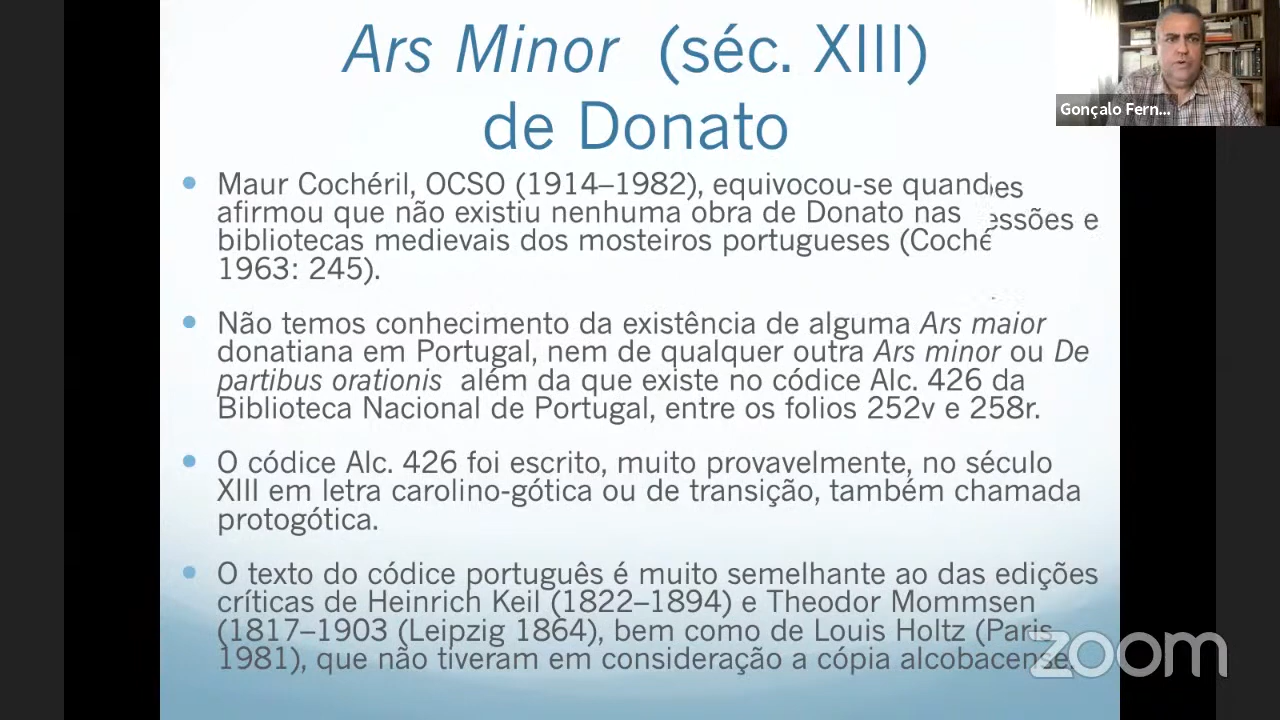 Ars Minor (séc. XIII)
de Donato
Gonçalo Fern...
Maur Cochéril, OCSO (1914–1982), equivocou-se quand
afirmou que não existiu nenhuma obra de Donato nas
bibliotecas medievais dos mosteiros portugueses (Coché
1963: 245).
es
essões e
Não temos conhecimento da existência de alguma Ars maior
donatiana em Portugal, nem de qualquer outra Ars minor ou De
partibus orationis além da que existe no códice Alc. 426 da
Biblioteca Nacional de Portugal, entre os folios 252v e 258r.
O códice Alc. 426 foi escrito, muito provavelmente, no século
XIII em letra carolino-gótica ou de transição, também chamada
protogótica.
O texto do códice português é muito semelhante ao das edições
críticas de Heinrich Keil (1822–1894) e Theodor Mommsen
(1817–1903 (Leipzig 1864), bem como de Louis Holtz (Paris
1981), que não tiveram em consideração a cópia alcobacense.
zoom